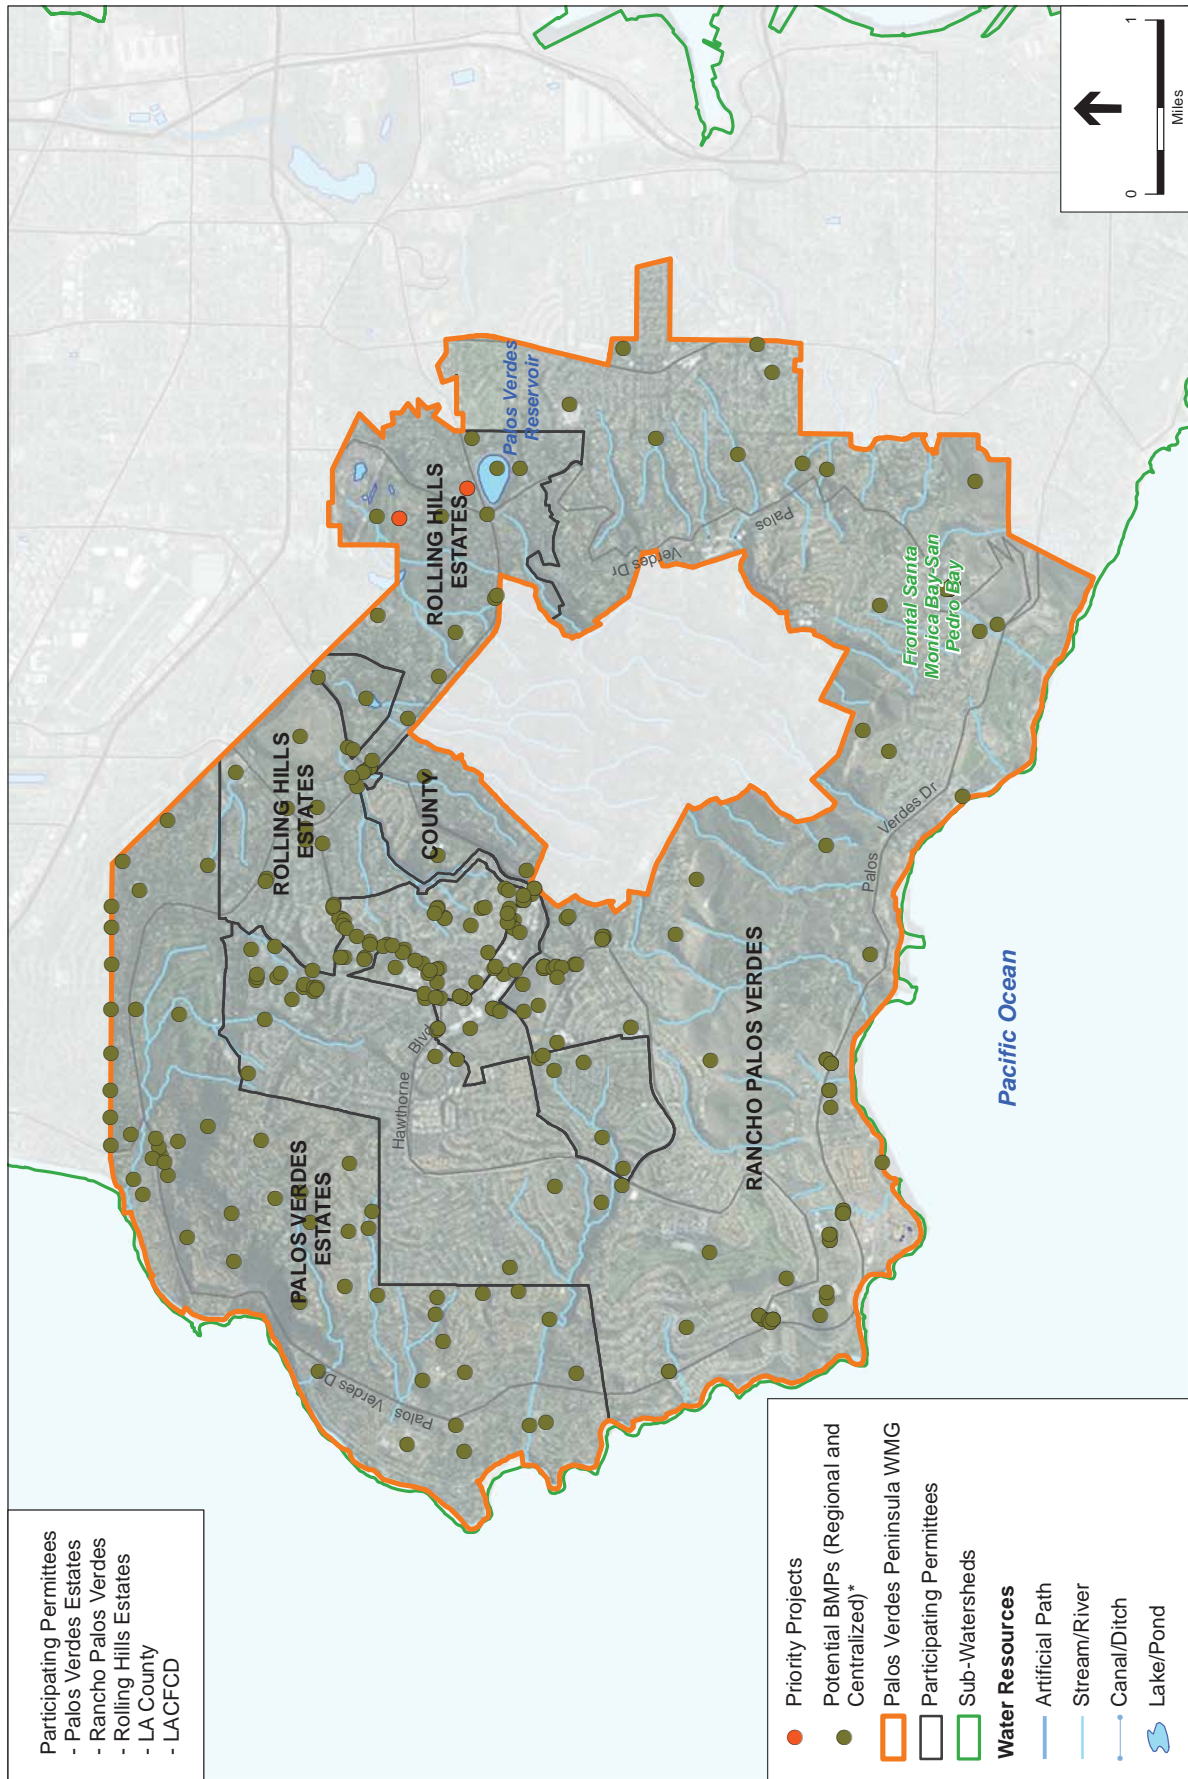 Participating Permittees
- Palos Verdes Estates
- Rancho Palos Verdes
- Rolling Hills Estates
- LA County
- LACFCD
PALOS VERDES
ESTATES
ROLLING HILLS
ESTATES
ROLLING HILLS
ESTATES
COUNTY
RANCHO PALOS VERDES
Palos Verdes
Reservoir
Frontal Santa
Monica Bay-San
Pedro Bay
Pacific Ocean
Hawthorne
Blvd
Palos
Verdes Dr
Palos
Verdes Dr
Palos
Verdes Dr
Priority Projects
Potential BMPs (Regional and
Centralized)*
Palos Verdes Peninsula WMG
Participating Permittees
Sub-Watersheds
Water Resources
Artificial Path
Stream/River
Canal/Ditch
Lake/Pond
0
1
Miles